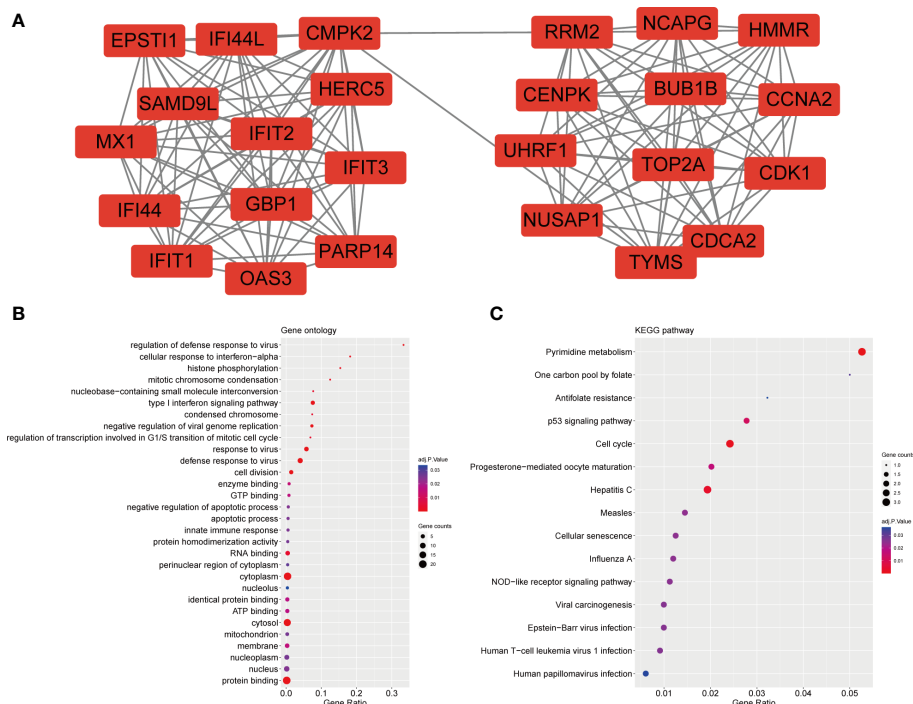 A
EPSTI1
IFI44L
CMPK2
SAMD9L
HERC5
MX1
IFIT2
IFIT3
IFI44
GBP1
IFIT1
OAS3
PARP14
RRM2
NCAPG
HMMR
CENPK
BUB1B
CCNA2
UHRF1
TOP2A
CDK1
NUSAP1
CDCA2
TYMS
B
Gene ontology
regulation of defense response to virus
cellular response to interferon−alpha
histone phosphorylation
mitotic chromosome condensation
nucleobase−containing small molecule interconversion
type I interferon signaling pathway
condensed chromosome
negative regulation of viral genome replication
regulation of transcription involved in G1/S transition of mitotic cell cycle
response to virus
defense response to virus
cell division
enzyme binding
GTP binding
negative regulation of apoptotic process
apoptotic process
innate immune response
protein homodimerization activity
RNA binding
perinuclear region of cytoplasm
cytoplasm
nucleolus
identical protein binding
ATP binding
cytosol
mitochondrion
membrane
nucleoplasm
nucleus
protein binding
0.0 0.1 0.2 0.3
Gene Ratio
adj.P.Value
0.03
0.02
0.01
Gene counts
5
10
15
20
C
KEGG pathway
Pyrimidine metabolism
One carbon pool by folate
Antifolate resistance
p53 signaling pathway
Cell cycle
Progesterone−mediated oocyte maturation
Hepatitis C
Measles
Cellular senescence
Influenza A
NOD−like receptor signaling pathway
Viral carcinogenesis
Epstein−Barr virus infection
Human T−cell leukemia virus 1 infection
Human papillomavirus infection
0.01 0.02 0.03 0.04 0.05
Gene Ratio
Gene counts
1.0
1.5
2.0
2.5
3.0
adj.P.Value
0.03
0.02
0.01